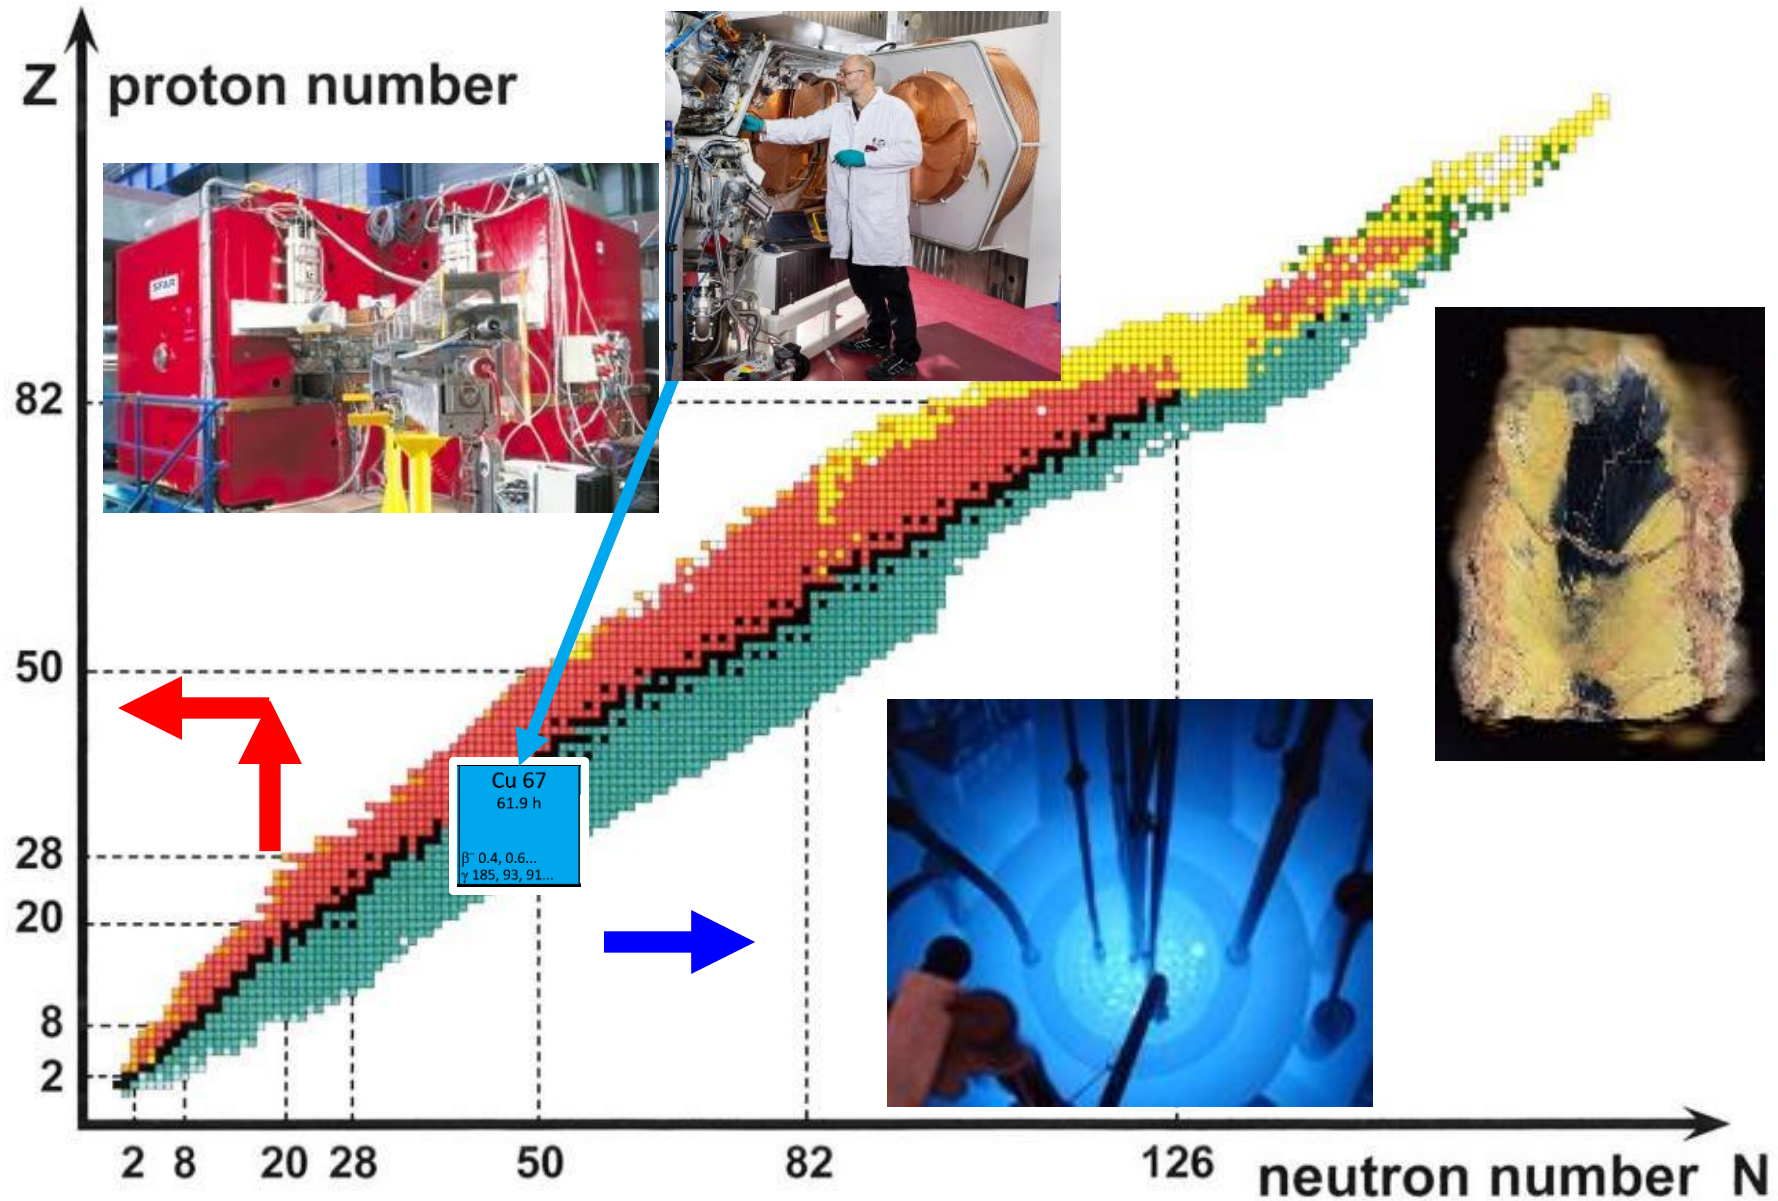 Z proton number
SFAR
82
50
28
20
8
2
Cu 67
61.9 h
β⁻ 0.4, 0.6...
γ 185, 93, 91...
2 8 20 28 50 82 126 neutron number N